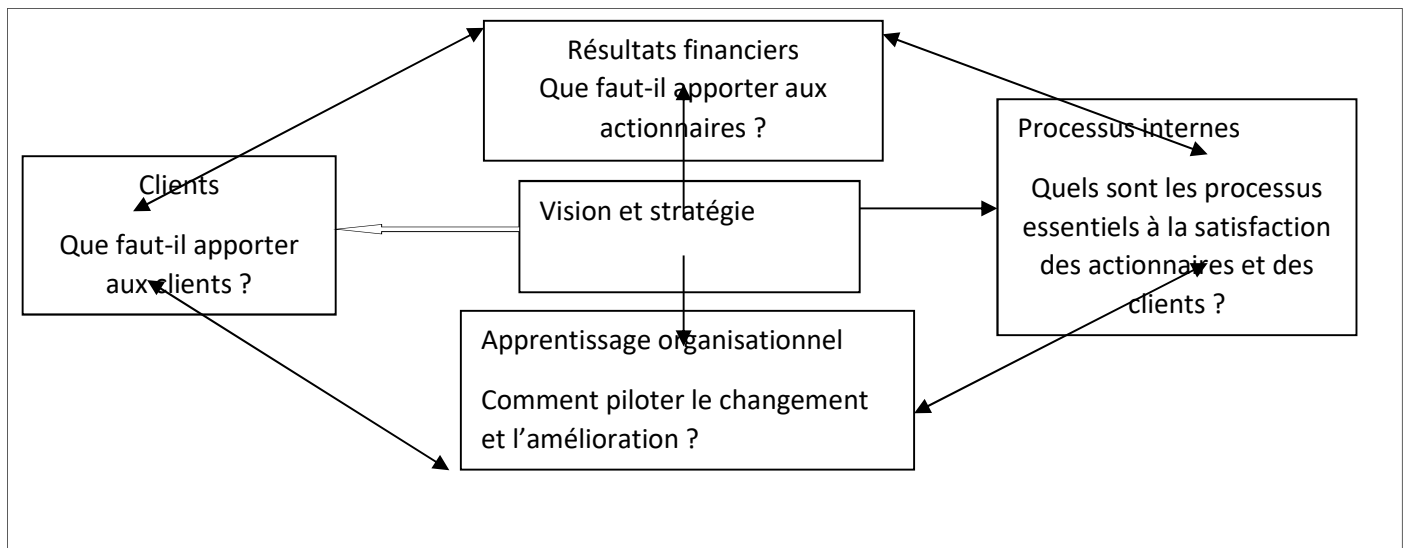 Résultats financiers
Que faut-il apporter aux
actionnaires ?
Processus internes
Quels sont les processus
essentiels à la satisfaction
des actionnaires et des
clients ?
Clients
Que faut-il apporter
aux clients ?
Vision et stratégie
Apprentissage organisationnel
Comment piloter le changement
et l’amélioration ?